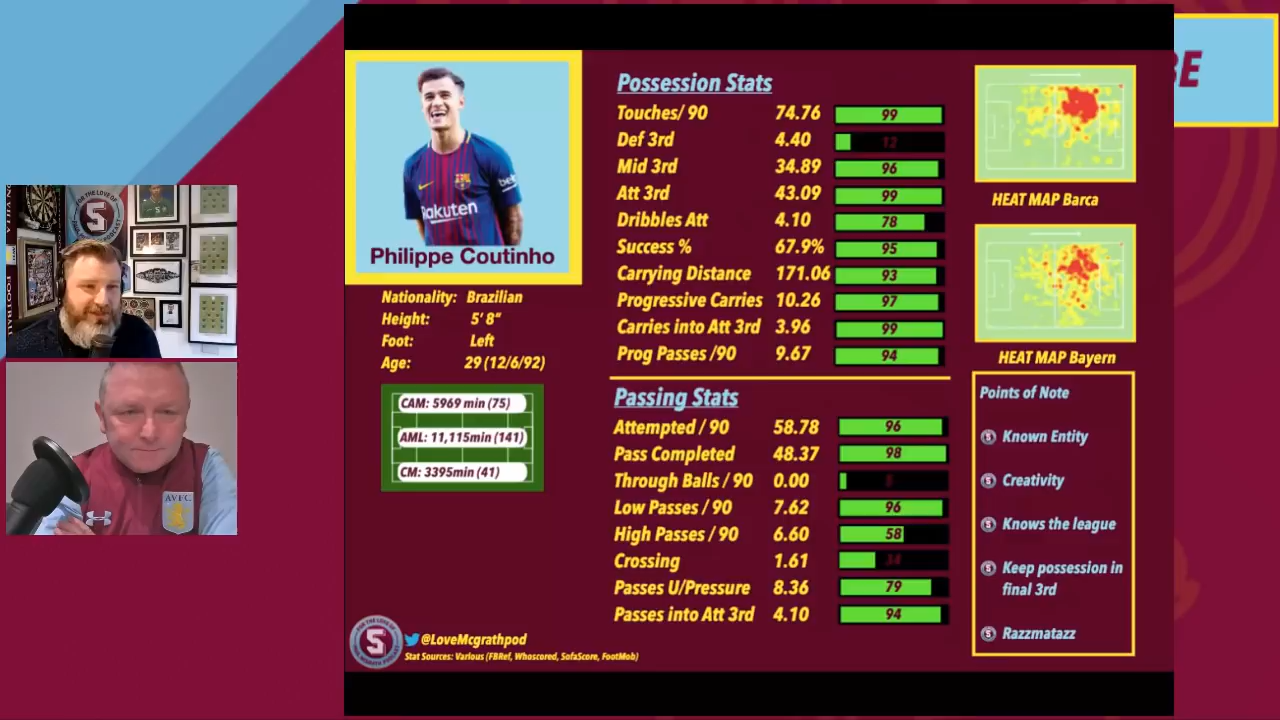 Philippe Coutinho
Nationality: Brazilian
Height: 5' 8"
Foot: Left
Age: 29 (12/6/92)
CAM: 5969 min (75)
AML: 11,115min (141)
CM: 3395min (41)
@LoveMcgrathpod
Stat Sources: Various (FBRef, Whoscored, SofaScore, FootMob)
Possession Stats
Touches/ 90 74.76 99
Def 3rd 4.40 12
Mid 3rd 34.89 96
Att 3rd 43.09 99
Dribbles Att 4.10 78
Success % 67.9% 95
Carrying Distance 171.06 93
Progressive Carries 10.26 97
Carries into Att 3rd 3.96 99
Prog Passes /90 9.67 94
Passing Stats
Attempted / 90 58.78 96
Pass Completed 48.37 98
Through Balls / 90 0.00
Low Passes / 90 7.62 96
High Passes / 90 6.60 58
Crossing 1.61
Passes U/Pressure 8.36 79
Passes into Att 3rd 4.10 94
HEAT MAP Barca
HEAT MAP Bayern
Points of Note
Known Entity
Creativity
Knows the league
Keep possession in
final 3rd
Razzmatazz
Rakuten
AVFC
FOR THE LOVE OF
FOOTBALL